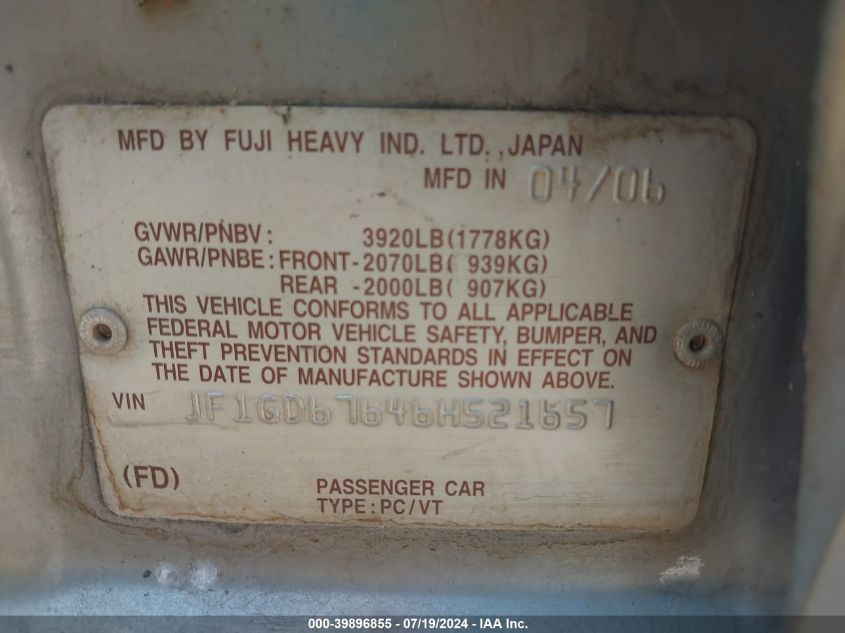 MFD BY FUJI HEAVY IND. LTD., JAPAN
MFD IN 04/06
GVWR/PNBV: 3920LB(1778KG)
GAWR/PNBE: FRONT-2070LB( 939KG)
REAR -2000LB( 907KG)
THIS VEHICLE CONFORMS TO ALL APPLICABLE
FEDERAL MOTOR VEHICLE SAFETY, BUMPER, AND
THEFT PREVENTION STANDARDS IN EFFECT ON
THE DATE OF MANUFACTURE SHOWN ABOVE.
VIN JF1GD67646H521657
(FD) PASSENGER CAR
TYPE: PC/VT
000-39896855 / 07/19/2024 - IAA Inc.